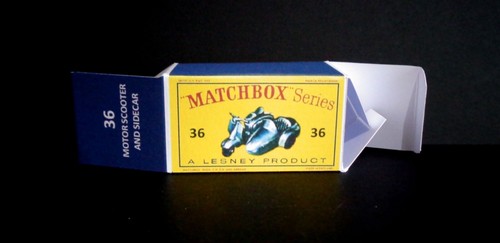 36
MOTOR SCOOTER
AND SIDECAR
"MATCHBOX" Series
36 36
A LESNEY PRODUCT